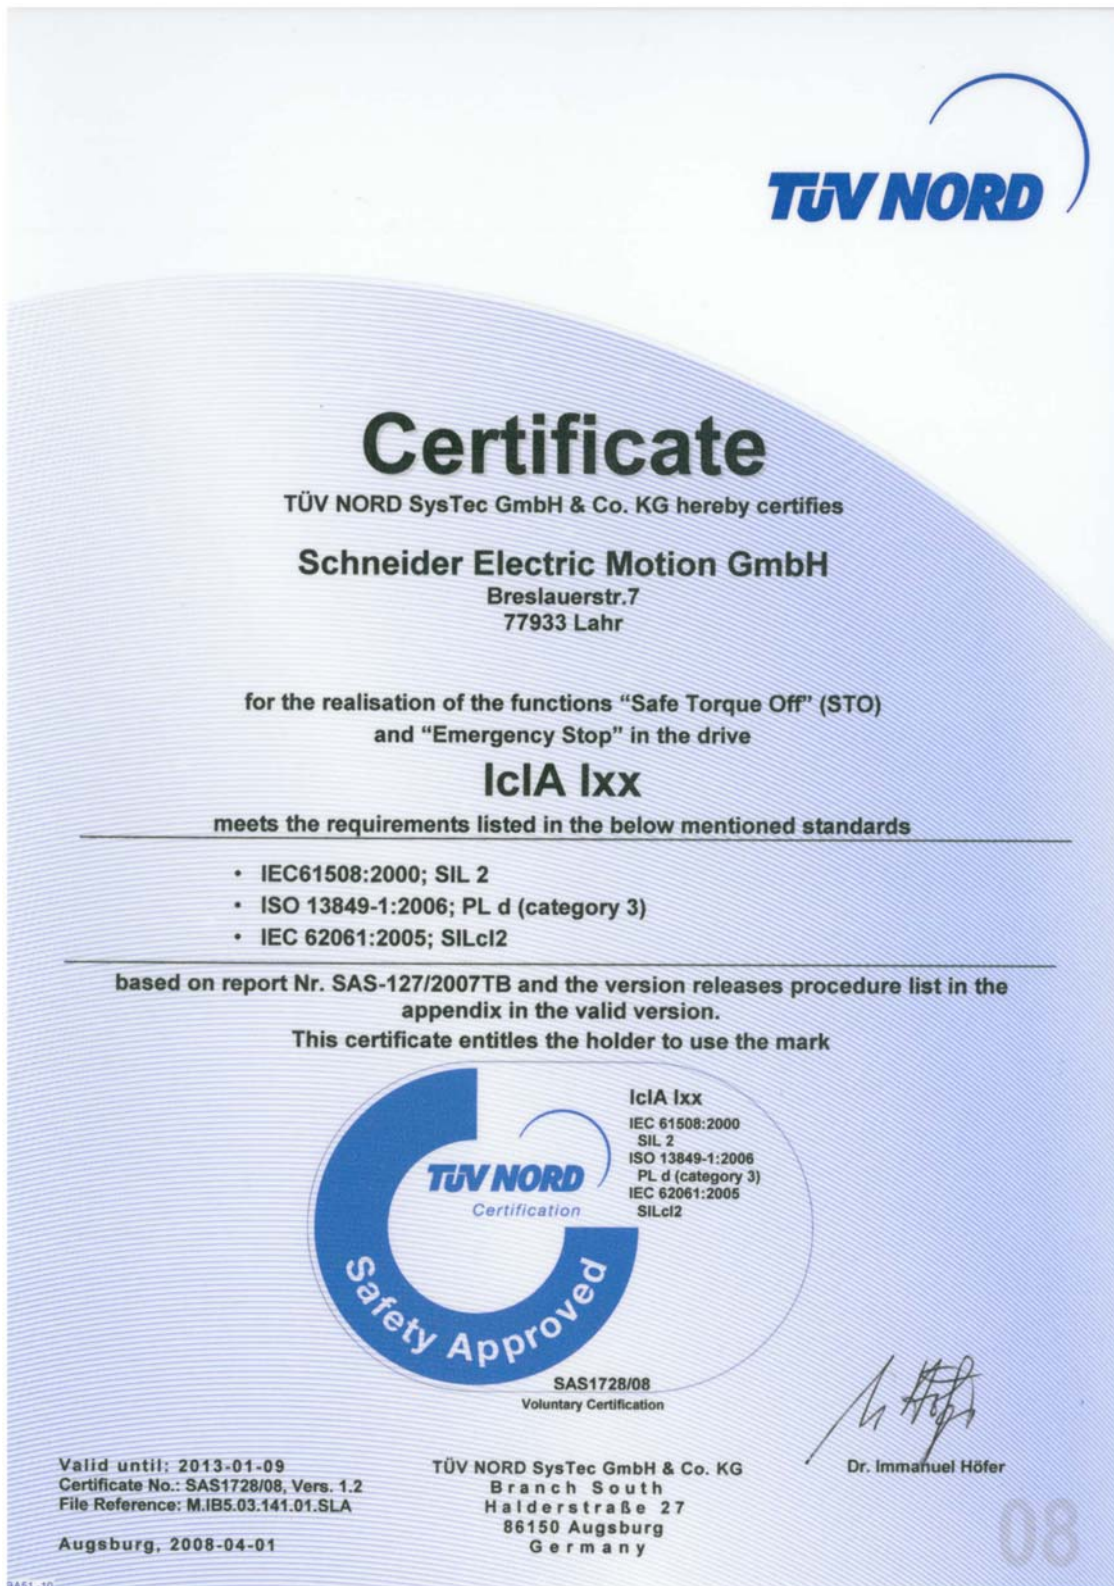 TÜV NORD
Certificate
TÜV NORD SysTec GmbH & Co. KG hereby certifies
Schneider Electric Motion GmbH
Breslauerstr.7
77933 Lahr
for the realisation of the functions “Safe Torque Off” (STO)
and “Emergency Stop” in the drive
IclA Ixx
meets the requirements listed in the below mentioned standards
• IEC61508:2000; SIL 2
• ISO 13849-1:2006; PL d (category 3)
• IEC 62061:2005; SILcl2
based on report Nr. SAS-127/2007TB and the version releases procedure list in the
appendix in the valid version.
This certificate entitles the holder to use the mark
TÜV NORD
Certification
Safety Approved
IclA Ixx
IEC 61508:2000
SIL 2
ISO 13849-1:2006
PL d (category 3)
IEC 62061:2005
SILcl2
SAS1728/08
Voluntary Certification
Valid until: 2013-01-09
Certificate No.: SAS1728/08, Vers. 1.2
File Reference: M.IB5.03.141.01.SLA
Augsburg, 2008-04-01
TÜV NORD SysTec GmbH & Co. KG
Branch South
Halderstraße 27
86150 Augsburg
Germany
Dr. Immanuel Höfer
08